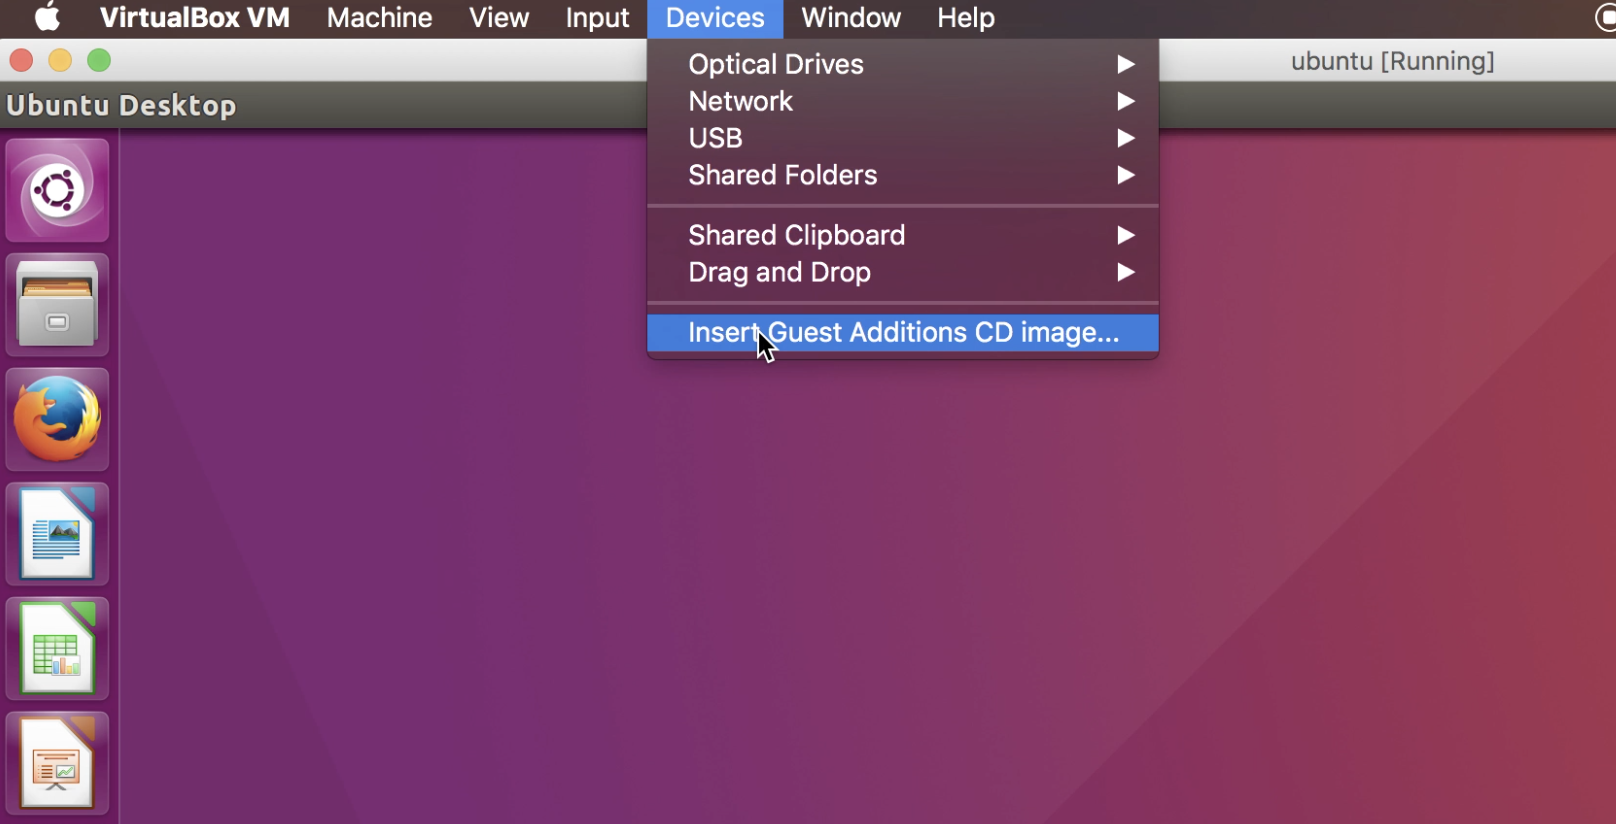 VirtualBox VM Machine View Input Devices Window Help
ubuntu [Running]
Ubuntu Desktop
Optical Drives
Network
USB
Shared Folders
Shared Clipboard
Drag and Drop
Insert Guest Additions CD image...